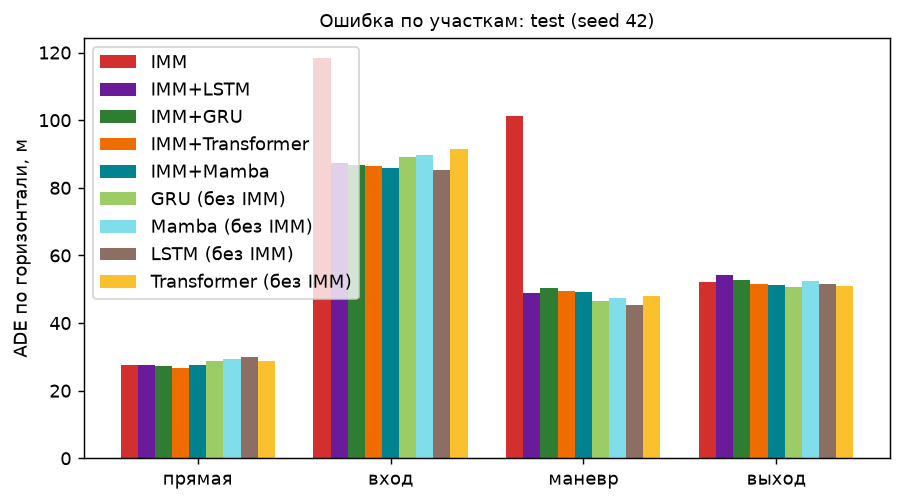 Ошибка по участкам: test (seed 42)
ADE по горизонтали, м
120
100
80
60
40
20
0
IMM
IMM+LSTM
IMM+GRU
IMM+Transformer
IMM+Mamba
GRU (без IMM)
Mamba (без IMM)
LSTM (без IMM)
Transformer (без IMM)
прямая вход маневр выход